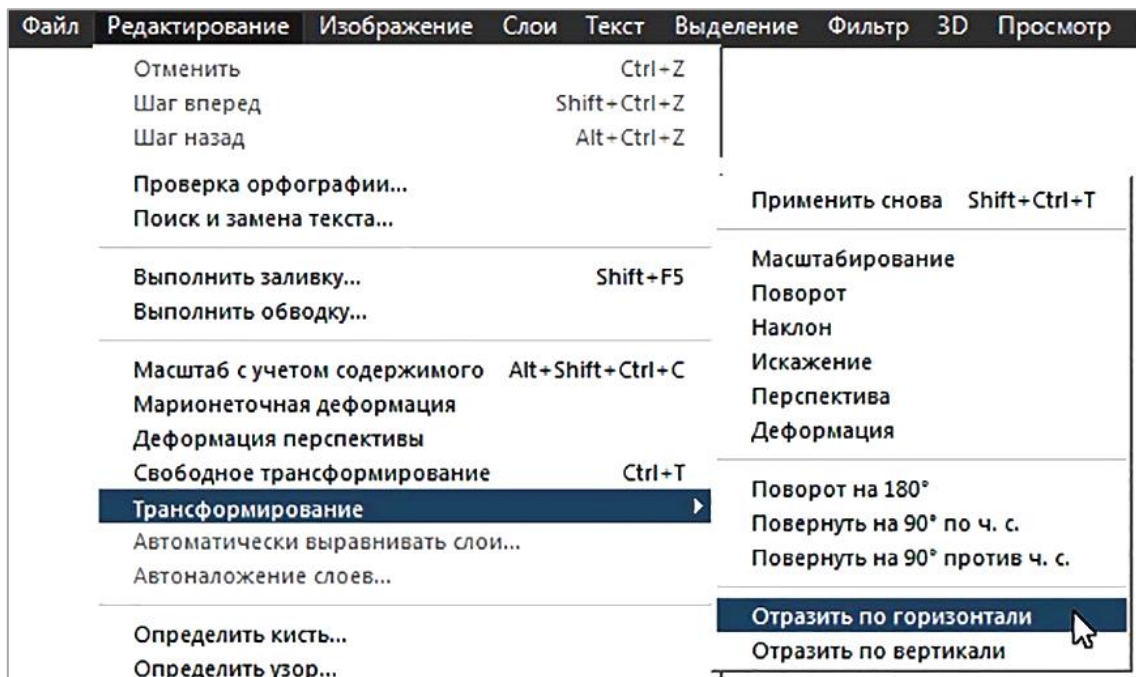 Файл Редактирование Изображение Слои Текст Выделение Фильтр 3D Просмотр
Отменить Ctrl+Z
Шаг вперед Shift+Ctrl+Z
Шаг назад Alt+Ctrl+Z
Проверка орфографии...
Поиск и замена текста...
Выполнить заливку... Shift+F5
Выполнить обводку...
Масштаб с учетом содержимого Alt+Shift+Ctrl+C
Марионеточная деформация
Деформация перспективы
Свободное трансформирование Ctrl+T
Трансформирование
Автоматически выравнивать слои...
Автоналожение слоев...
Определить кисть...
Определить узор...
Применить снова Shift+Ctrl+T
Масштабирование
Поворот
Наклон
Искажение
Перспектива
Деформация
Поворот на 180°
Повернуть на 90° по ч. с.
Повернуть на 90° против ч. с.
Отразить по горизонтали
Отразить по вертикали